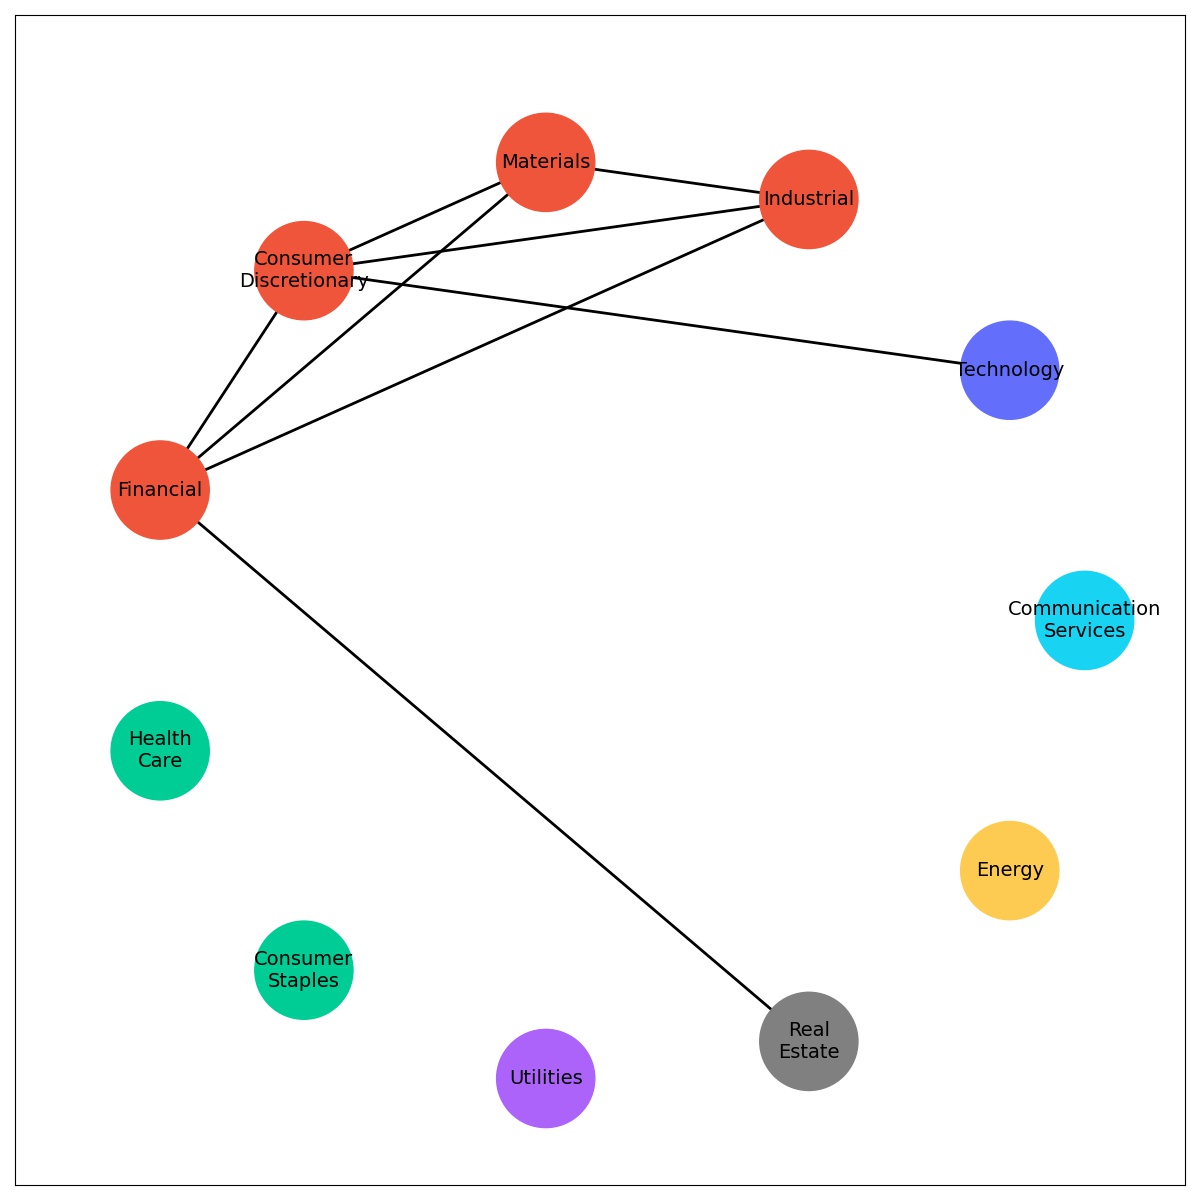 Materials
Industrial
Consumer
Discretionary
Technology
Financial
Communication
Services
Health
Care
Energy
Consumer
Staples
Real
Estate
Utilities